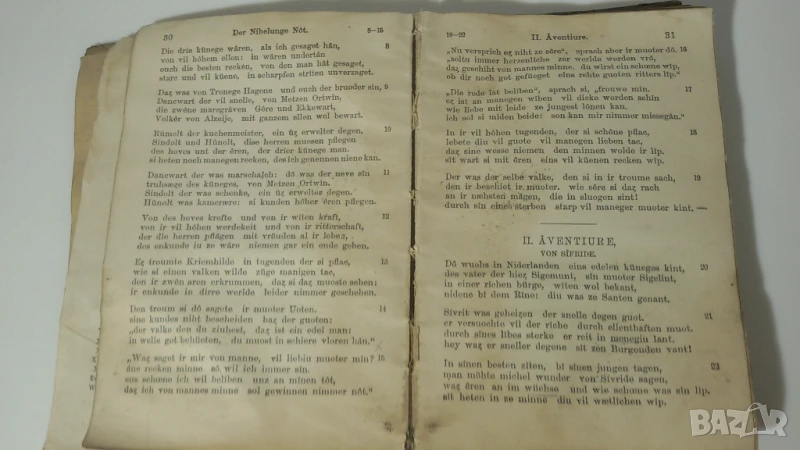 30 Der Nibelunge Nôt. 8—15
Die drie künege wâren, als ich gesaget hân, 8
von vil hôhem ellen: in wâren undertân
ouch die besten recken, von den man hât gesaget,
starc und vil küene, in scharpfen strîten unverzaget.
Daz was von Tronege Hagene und ouch der bruoder sîn, 9
Dancwart der vil snelle, von Metzen Ortwîn,
die zwêne marcgrâven Gêre und Ekkewart,
Volkêr von Alzeije, mit ganzem ellen wol bewart.
Rûmolt der kuchenmeister, ein ûz erwelter degen, 10
Sindolt und Hûnolt, dise herren muosen pflegen
des hoves unt der êren, der drier künege man.
si heten noch manegen recken, des ich genennen niene kan.
Dancwart der was marschalch: dô was der neve sîn 11
truhsæze des küneges, von Metzen Ortwîn.
Sindolt der was schenke, ein ûz erwelter degen.
Hûnolt was kamerære: si kunden hôher êren pflegen.
Von des hoves krefte und von ir wîten kraft, 12
von ir vil hôhen werdekeit und von ir ritterschaft,
der die herren pflâgen mit vröuden al ir leben,
des enkunde iu ze wâre niemen gar ein ende geben.
Ez troumte Kriemhilde in tugenden der si pflac, 13
wie si einen valken wilde züge manigen tac,
den ir zwên arn erkrummen, daz si daz muoste sehen:
ir enkunde in dirre werlde leider nimmer geschehen.
Den troum si dô sagete ir muoter Uoten. 14
sine kundes niht bescheiden baz der guoten:
„der valke den du ziuhest, daz ist ein edel man:
in welle got behüeten, du muost in schiere vloren hân.“
„Waz saget ir mir von manne, vil liebiu muoter mîn? 15
âne recken minne sô wil ich immer sîn.
sus schœne ich wil belîben unz an mînen tôt,
daz ich von mannes minne sol gewinnen nimmer nôt.“
16—22 II. Âventiure. 31
„Nu versprich ez niht ze sêre“, sprach aber ir muoter dô. 16
„soltu immer herzenlîche zer werlde werden vrô,
daz geschiht von mannes minne. du wirst ein schœne wîp,
ob dir noch got gefüeget eins rehte guoten ritters lîp.“
„Die rede lât belîben“, sprach si, „frouwe mîn. 17
ez ist an manegen wîben vil dicke worden schîn
wie liebe mit leide ze jungest lônen kan.
ich sol si mîden beide: son kan mir nimmer missegân.“
In ir vil hôhen tugenden, der si schône pflac, 18
lebete diu vil guote vil manegen lieben tac,
daz sine wesse niemen den minnen wolde ir lîp.
sît wart si mit êren eins vil küenen recken wîp.
Der was der selbe valke, den si in ir troume sach, 19
den ir beschiet ir muoter. wie sêre si daz rach
an ir næhsten mâgen, die in sluogen sint!
durch sîn eines sterben starp vil maneger muoter kint.
II. ÂVENTIURE,
VON SÎFRIDE.
Dô wuohs in Niderlanden eins edelen küneges kint, 20
des vater der hiez Sigemunt, sîn muoter Sigelint,
in einer rîchen bürge, wîten wol bekant,
nidene bî dem Rîne: diu was ze Santen genant.
Sîvrit was geheizen der snelle degen guot. 21
er versuochte vil der rîche durch ellenthaften muot.
durch sînes lîbes sterke er reit in menegin lant.
hey waz er sneller degene sît zen Burgonden vant!
In sînen besten zîten, bî sînen jungen tagen, 23
man mohte michel wunder von Sîvride sagen,
waz êren an im wüchse und wie schœne was sîn lîp.
sît heten in ze minne diu vil wætlîchen wîp.
BAZAR